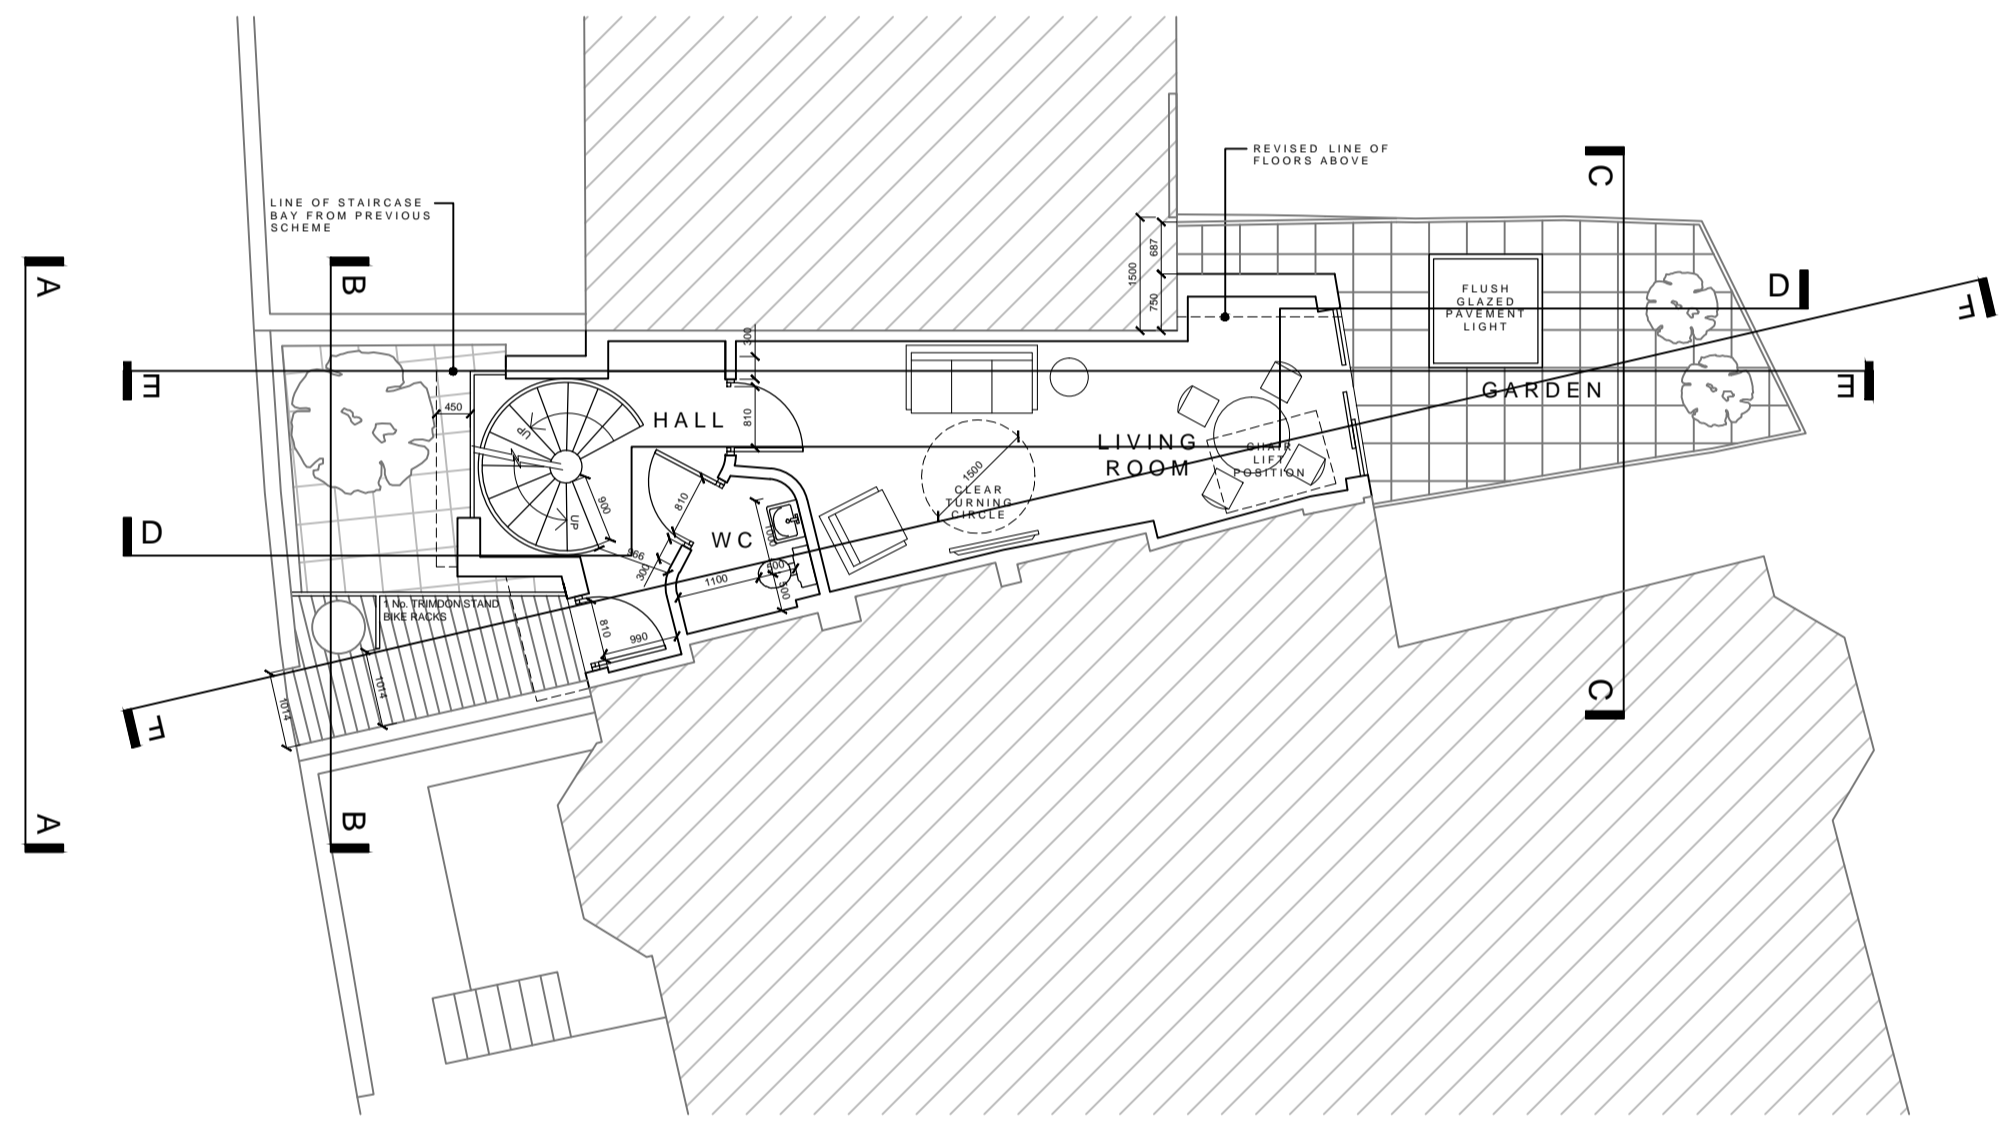 REVISED LINE OF
FLOORS ABOVE
C
LINE OF STAIRCASE
BAY FROM PREVIOUS
SCHEME
A
B
D
F
687
1500
750
FLUSH
GLAZED
PAVEMENT
LIGHT
300
E
E
GARDEN
450
HALL
810
UP
LIVING
ROOM
CHAIR
LIFT
POSITION
1500
CLEAR
TURNING
CIRCLE
900
UP
810
D
WC
1000
966
300
1100
500
500
1 No. TRIMDON STAND
BIKE RACKS
810
990
1014
1014
F
C
A
B